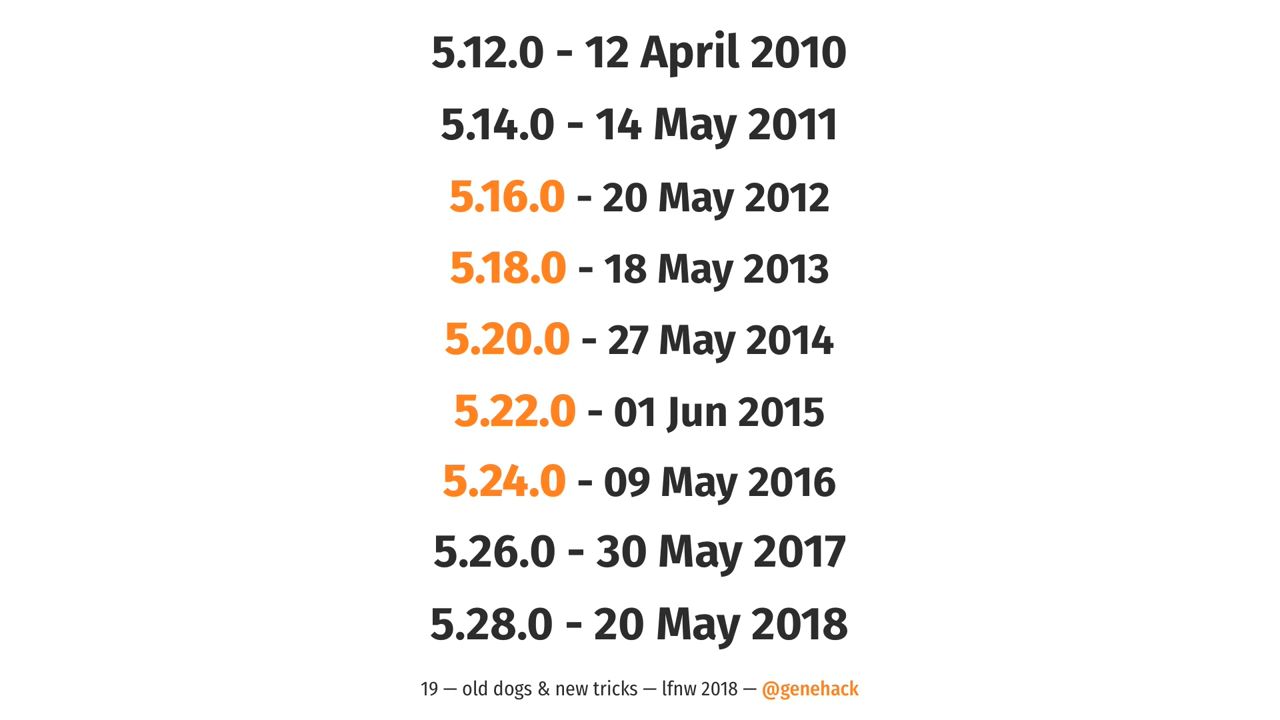 5.12.0 - 12 April 2010
5.14.0 - 14 May 2011
5.16.0 - 20 May 2012
5.18.0 - 18 May 2013
5.20.0 - 27 May 2014
5.22.0 - 01 Jun 2015
5.24.0 - 09 May 2016
5.26.0 - 30 May 2017
5.28.0 - 20 May 2018
19 — old dogs & new tricks — lfnw 2018 — @genehack